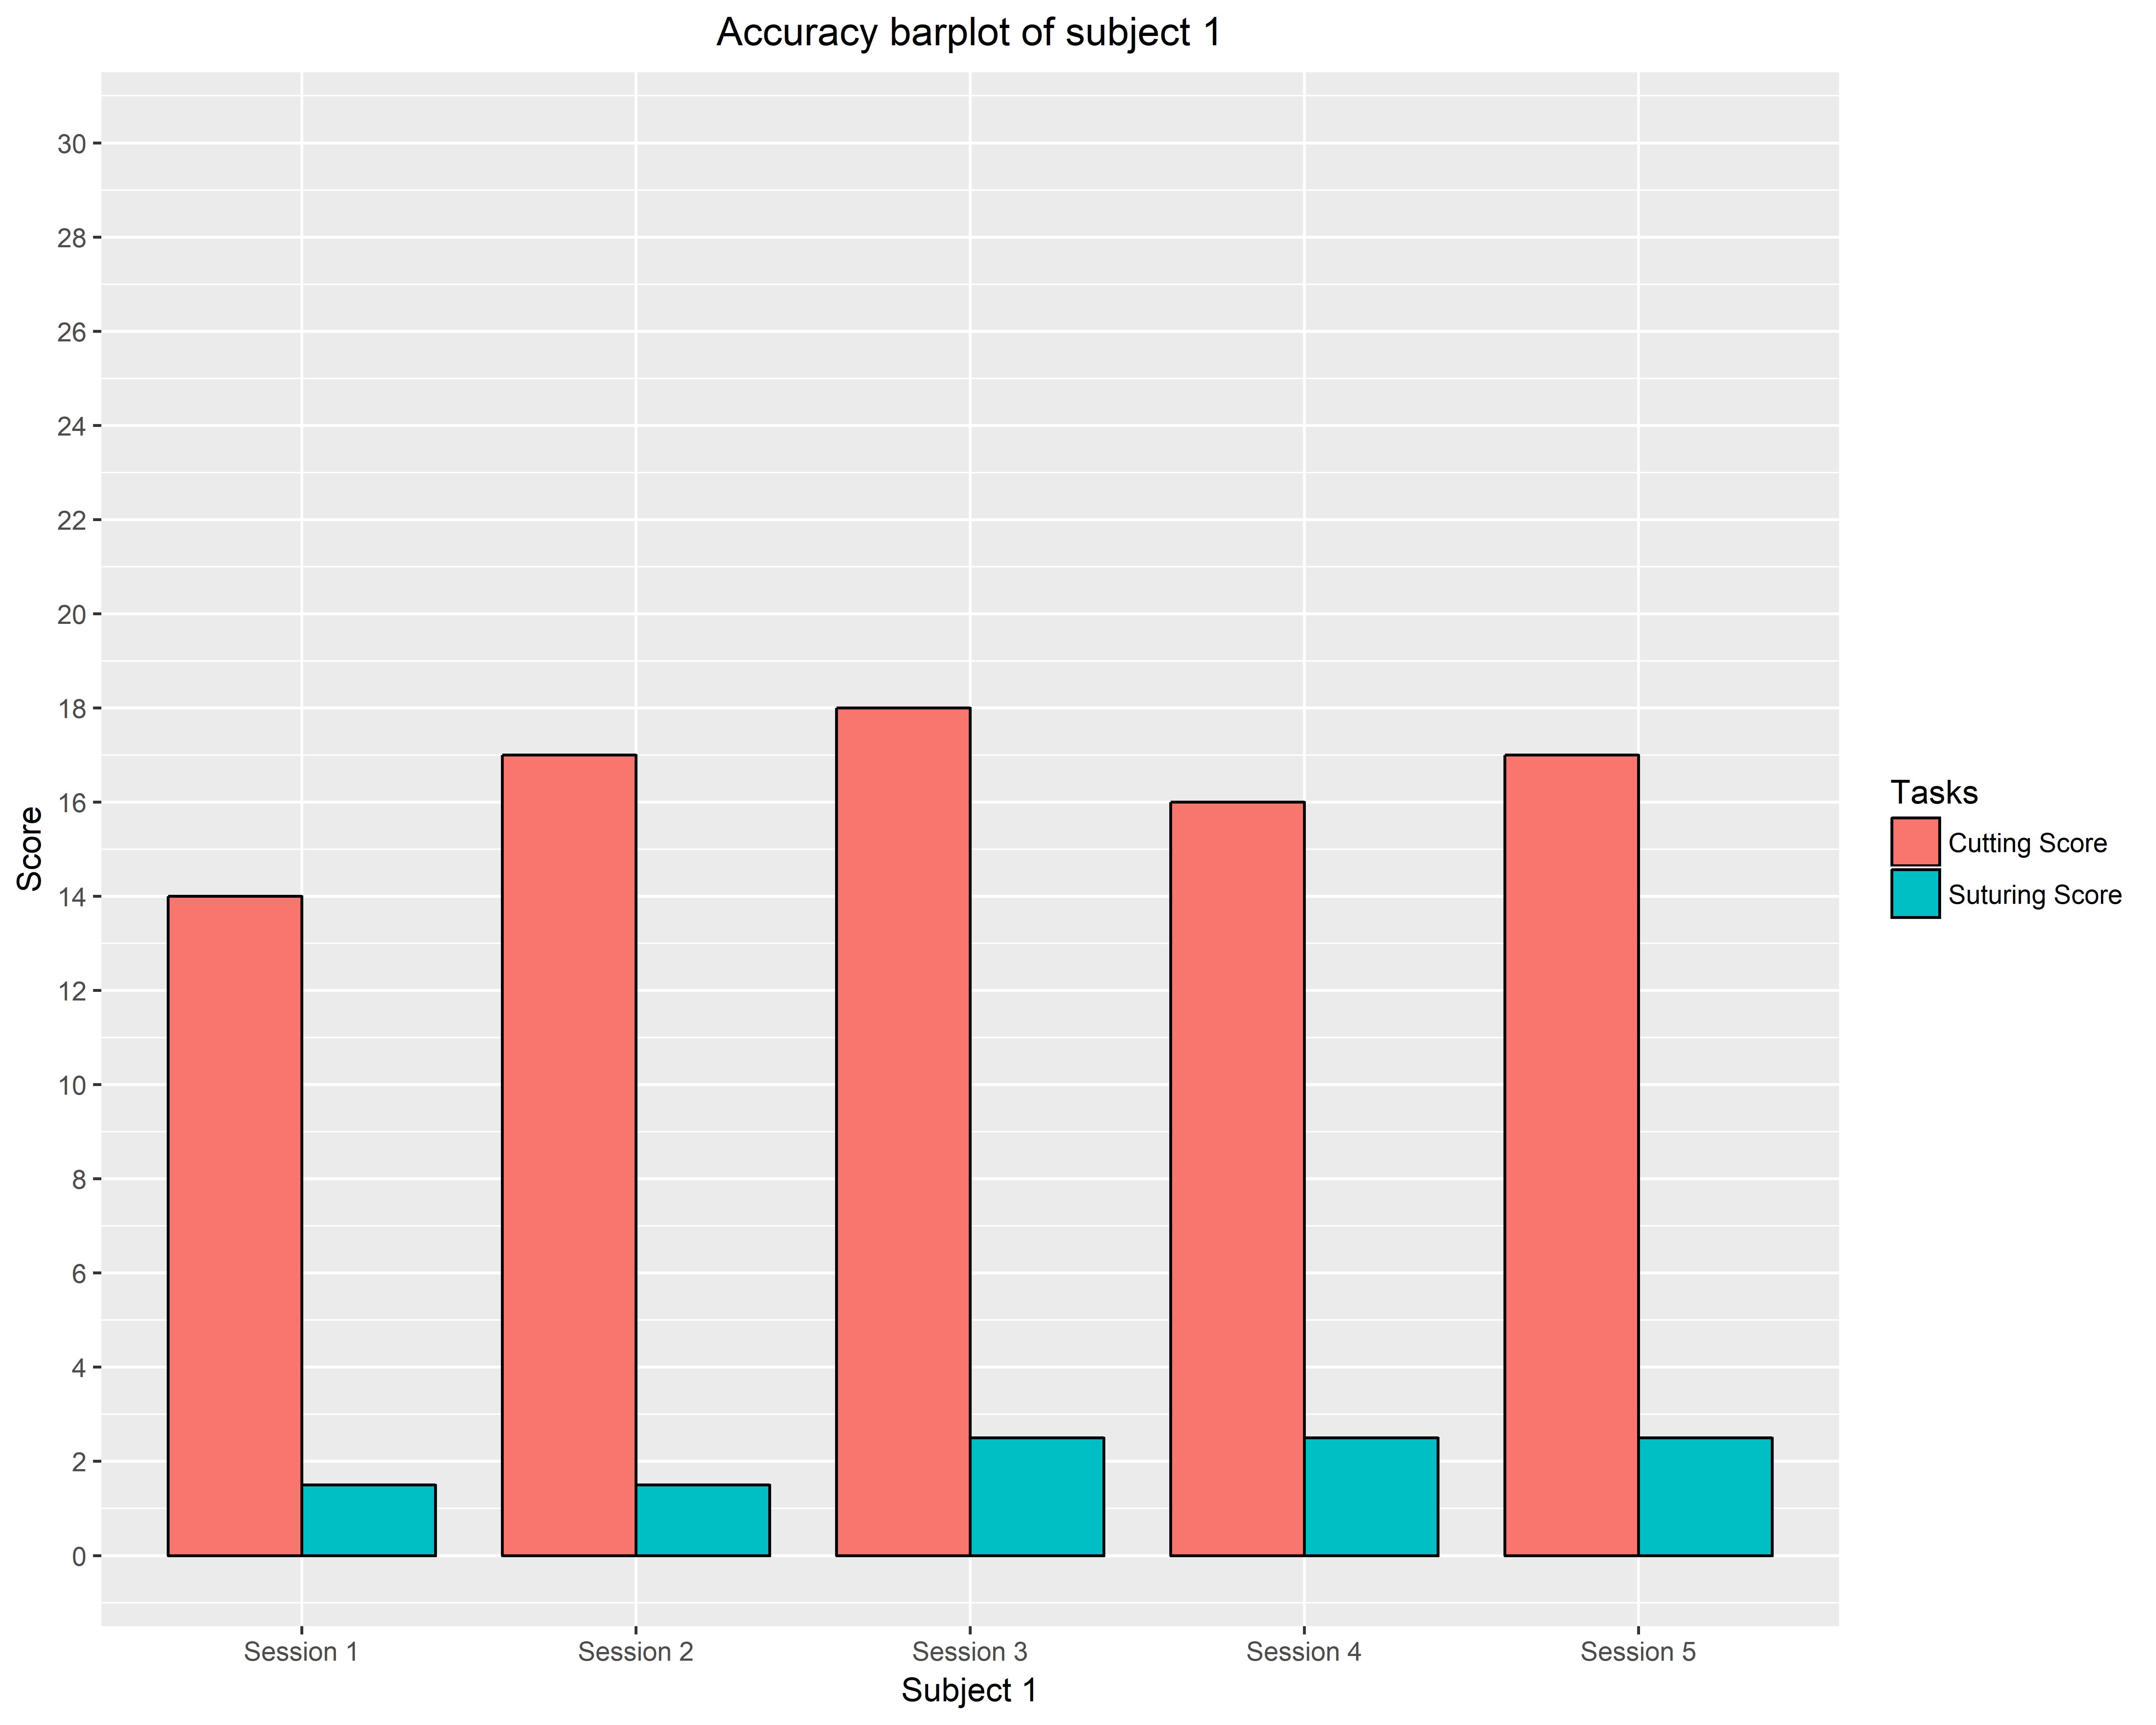 Accuracy barplot of subject 1
30
28
26
24
22
20
18
16
14
12
10
8
6
4
2
0
Score
Session 1
Session 2
Session 3
Session 4
Session 5
Subject 1
Tasks
Cutting Score
Suturing Score